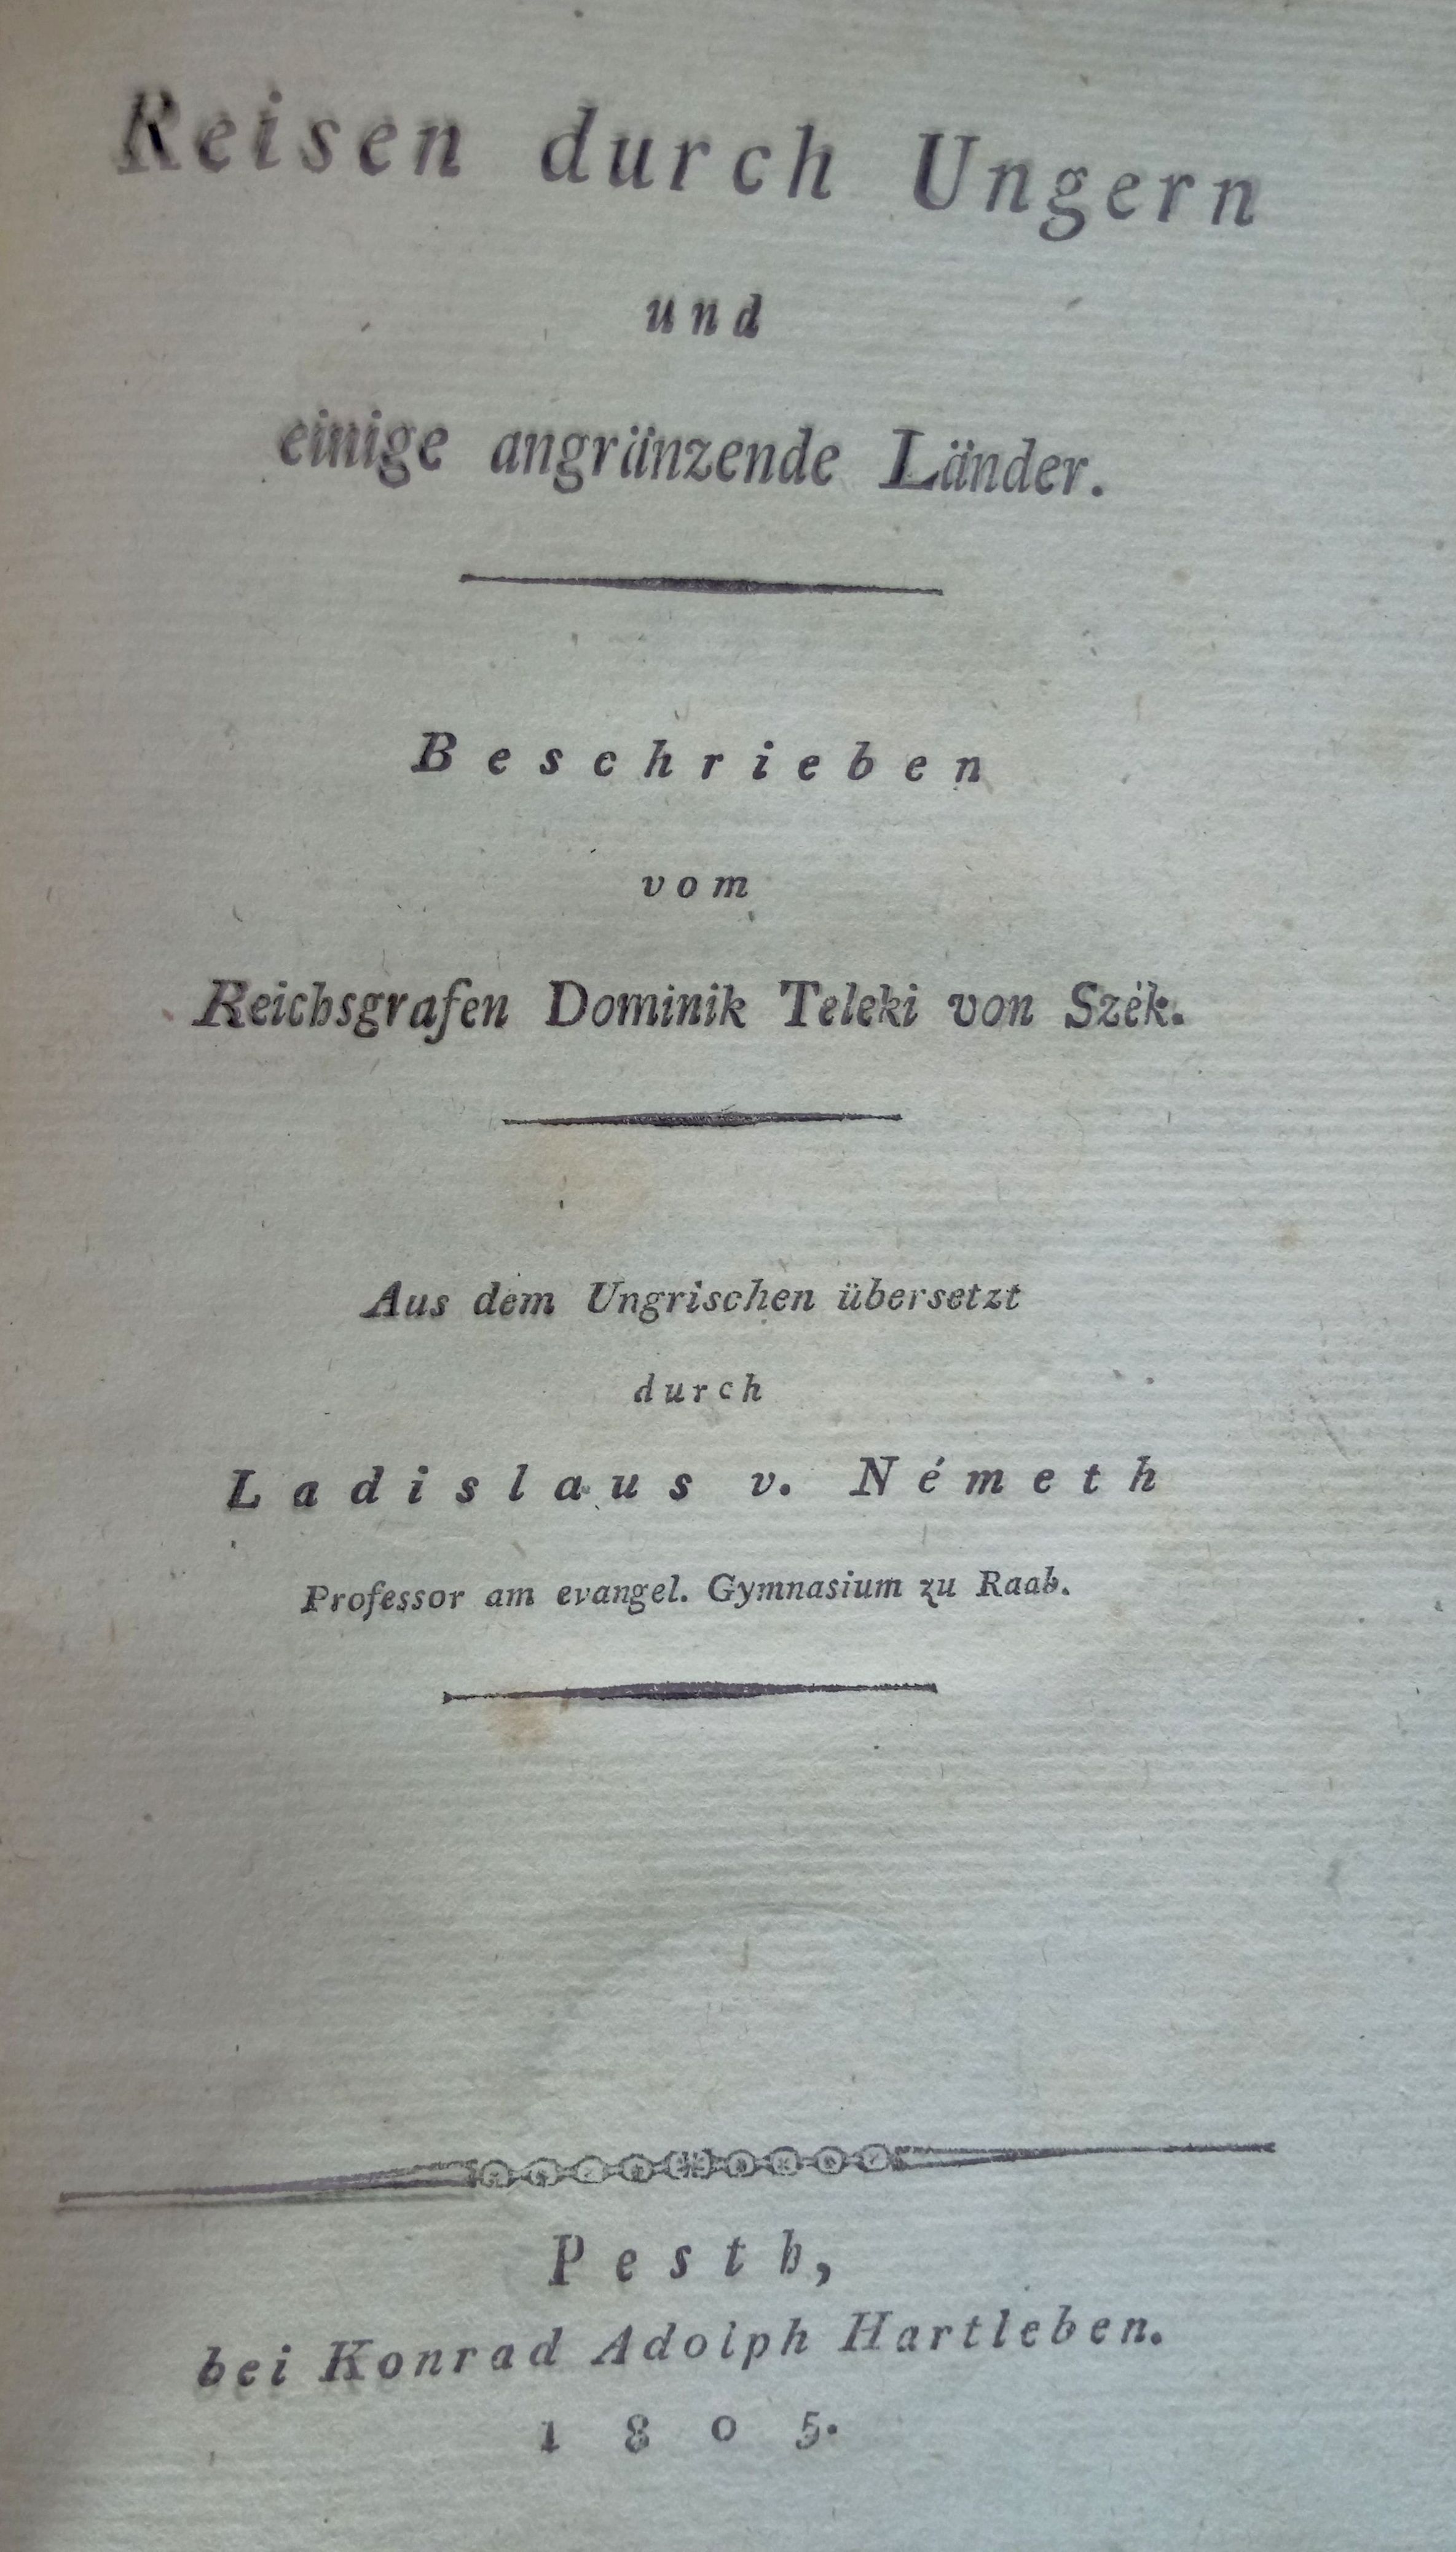 Reisen durch Ungern
und
einige angränzende Länder.
Beschrieben
vom
Reichsgrafen Dominik Teleki von Szék.
Aus dem Ungrischen übersetzt
durch
Ladislaus v. Németh
Professor am evangel. Gymnasium zu Raab.
Pesth,
bei Konrad Adolph Hartleben.
1805.